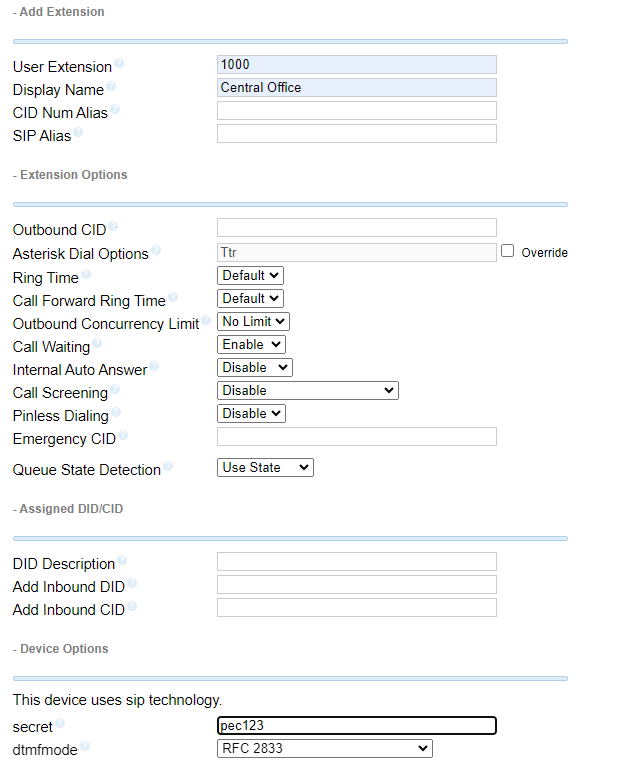 - Add Extension
User Extension ? 1000
Display Name ? Central Office
CID Num Alias ?
SIP Alias ?
- Extension Options
Outbound CID ?
Asterisk Dial Options ? Ttr Override
Ring Time ? Default
Call Forward Ring Time ? Default
Outbound Concurrency Limit ? No Limit
Call Waiting ? Enable
Internal Auto Answer ? Disable
Call Screening ? Disable
Pinless Dialing ? Disable
Emergency CID ?
Queue State Detection ? Use State
- Assigned DID/CID
DID Description ?
Add Inbound DID ?
Add Inbound CID ?
- Device Options
This device uses sip technology.
secret ? pec123
dtmfmode ? RFC 2833